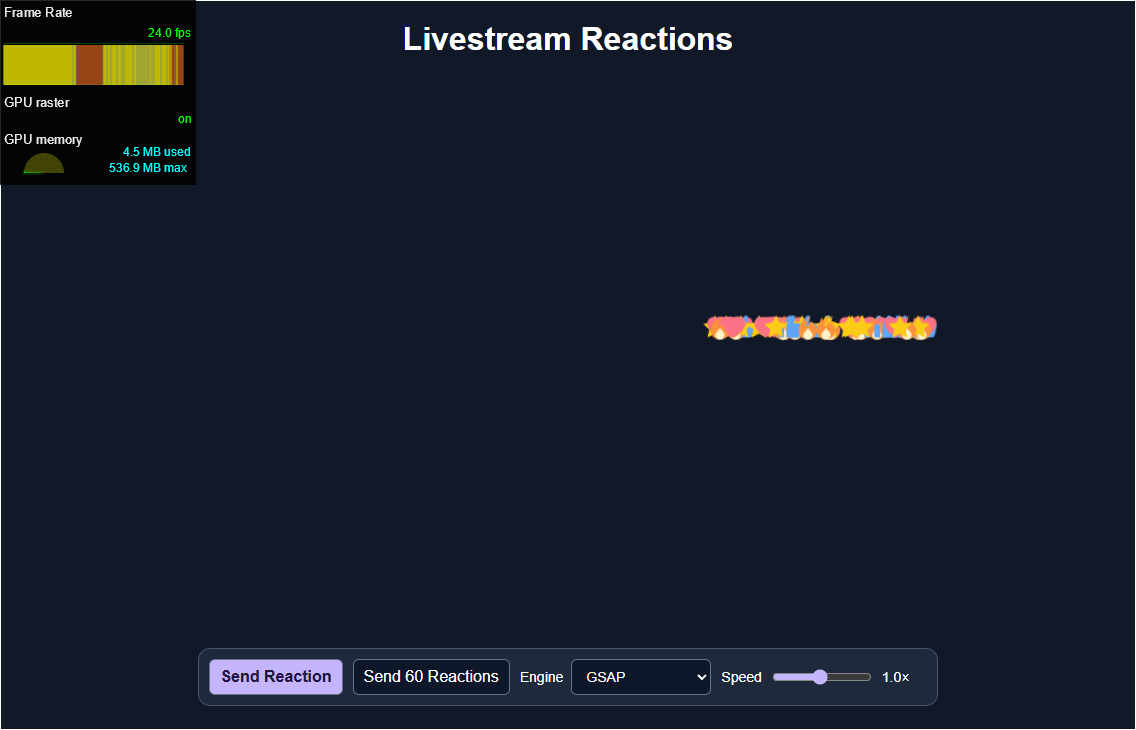 Frame Rate
24.0 fps
GPU raster
on
GPU memory
4.5 MB used
536.9 MB max
Livestream Reactions
Send Reaction Send 60 Reactions Engine GSAP Speed 1.0×